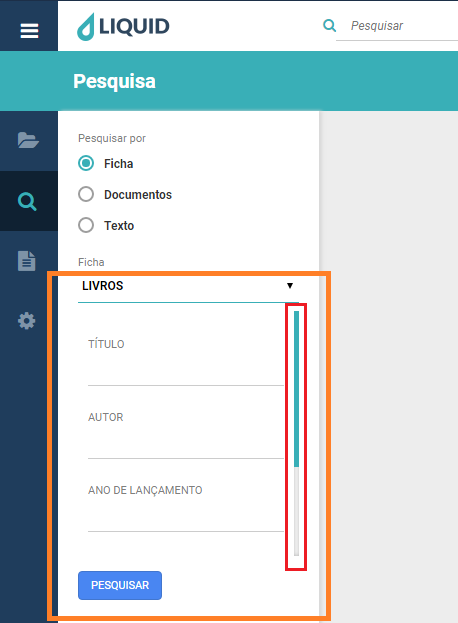 LIQUID
Pesquisar
Pesquisa
Pesquisar por
Ficha
Documentos
Texto
Ficha
LIVROS
TÍTULO
AUTOR
ANO DE LANÇAMENTO
PESQUISAR